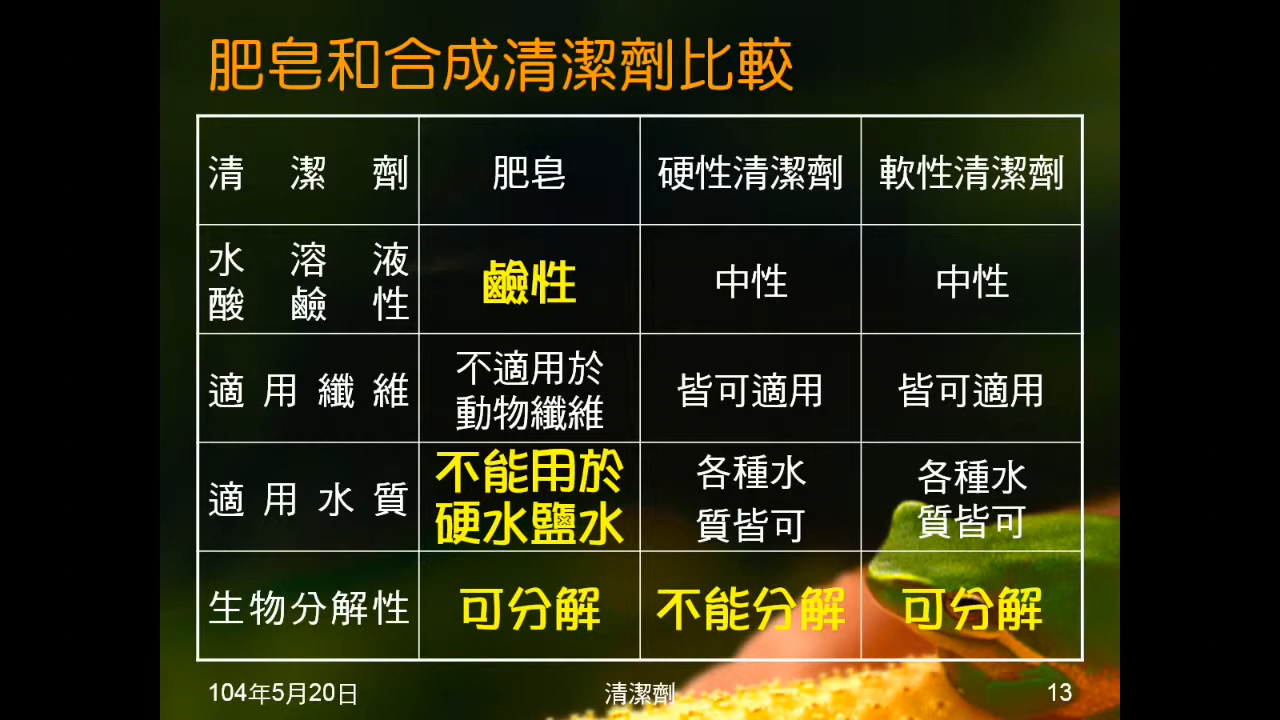 肥皂和合成清潔劑比較
清潔劑 肥皂 硬性清潔劑 軟性清潔劑
水溶液
酸鹼性 鹼性 中性 中性
適用纖維 不適用於
動物纖維 皆可適用 皆可適用
適用水質 不能用於
硬水鹽水 各種水
質皆可 各種水
質皆可
生物分解性 可分解 不能分解 可分解
104年5月20日 清潔劑 13